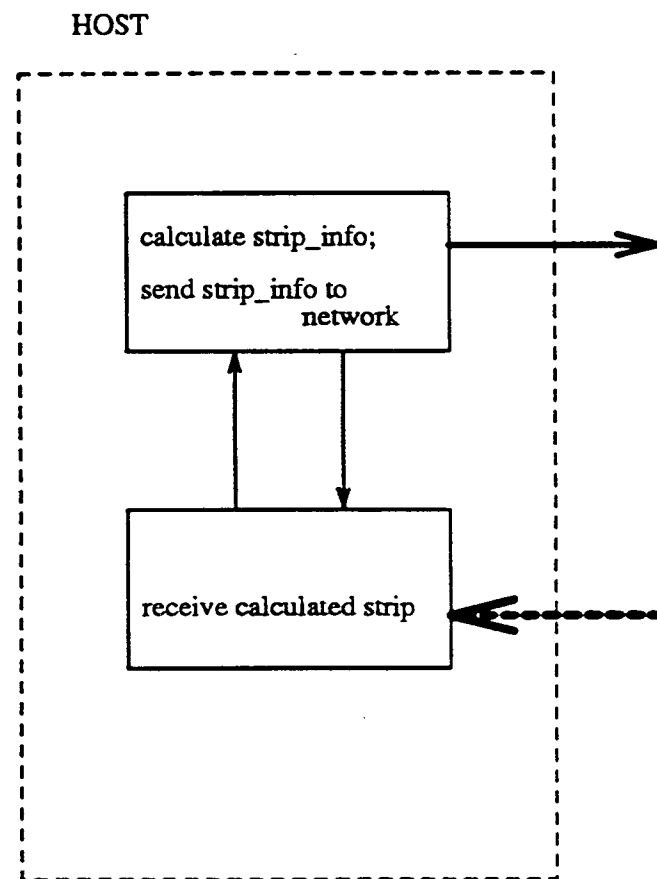 HOST
calculate strip_info;
send strip_info to
network
receive calculated strip